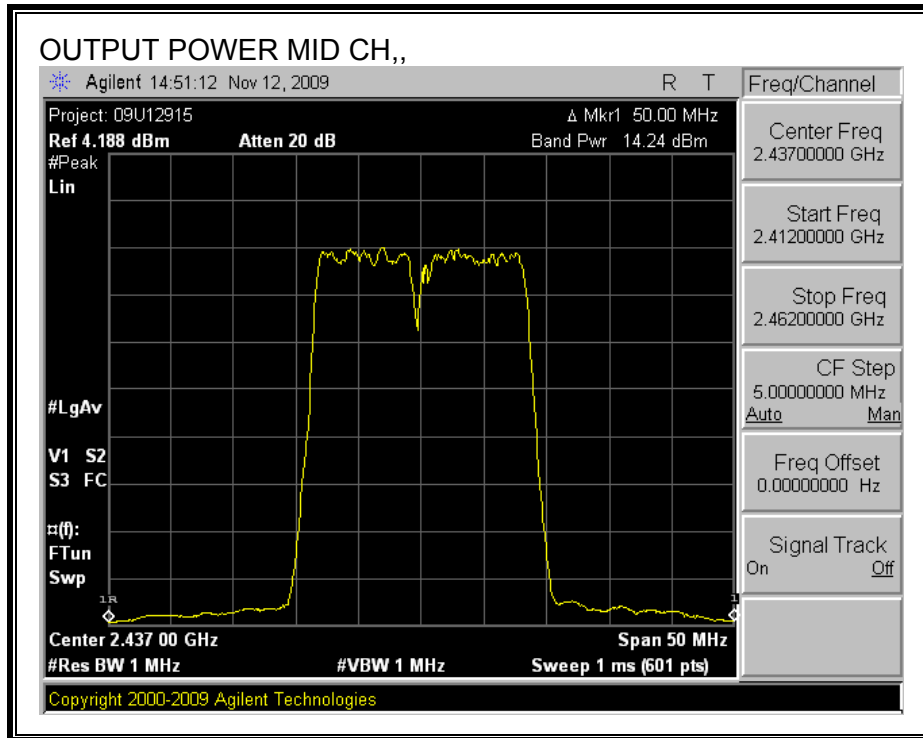 OUTPUT POWER MID CH,,
Agilent 14:51:12 Nov 12, 2009 R T
Project: 09U12915 Δ Mkr1 50.00 MHz
Ref 4.188 dBm Atten 20 dB Band Pwr 14.24 dBm
#Peak
Lin
#LgAv
V1 S2
S3 FC
¤(f):
FTun
Swp
1R 1
Center 2.437 00 GHz Span 50 MHz
#Res BW 1 MHz #VBW 1 MHz Sweep 1 ms (601 pts)
Copyright 2000-2009 Agilent Technologies
Freq/Channel
Center Freq
2.43700000 GHz
Start Freq
2.41200000 GHz
Stop Freq
2.46200000 GHz
CF Step
5.00000000 MHz
Auto Man
Freq Offset
0.00000000 Hz
Signal Track
On Off